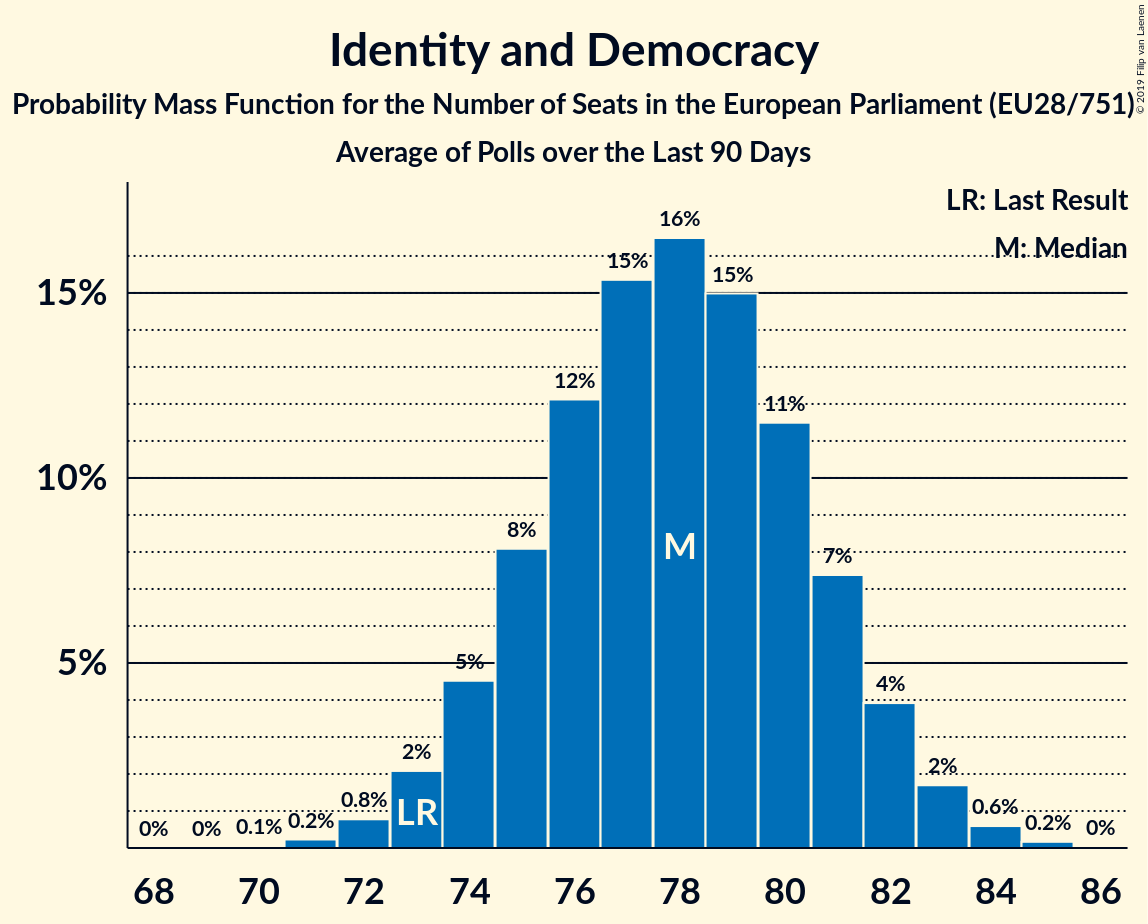 Identity and Democracy
Probability Mass Function for the Number of Seats in the European Parliament (EU28/751)
Average of Polls over the Last 90 Days
© 2019 Filip van Laenen
LR: Last Result
M: Median
15%
10%
5%
0%
0%
0.1%
0.2%
0.8%
2%
5%
8%
12%
15%
16%
15%
11%
7%
4%
2%
0.6%
0.2%
0%
LR
M
68 70 72 74 76 78 80 82 84 86